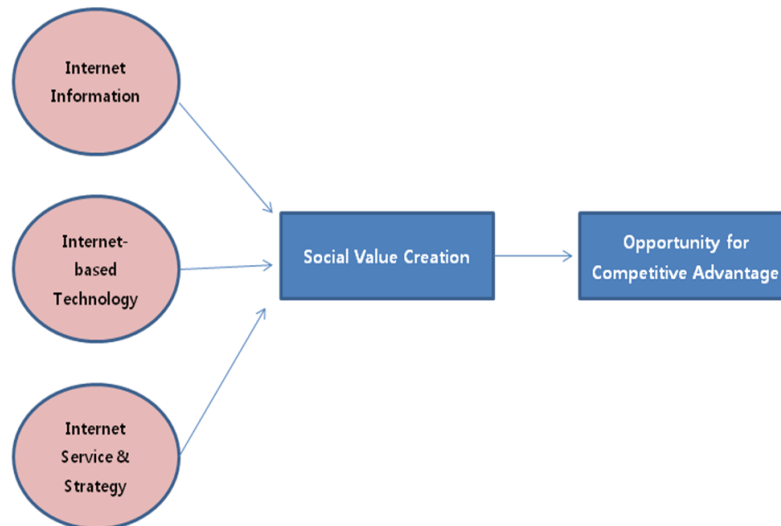 Internet
Information
Internet-
based
Technology
Internet
Service &
Strategy
Social Value Creation
Opportunity for
Competitive Advantage